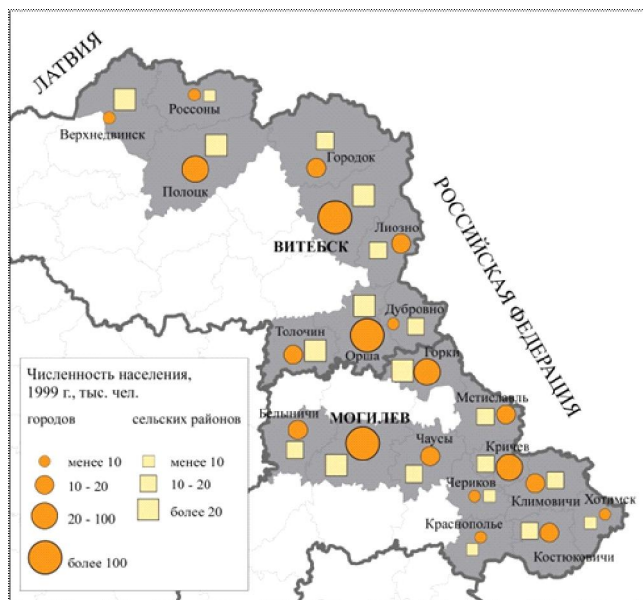 ЛАТВИЯ
Россоны
Верхнедвинск
Полоцк
Городок
РОССИЙСКАЯ ФЕДЕРАЦИЯ
Лиозно
ВИТЕБСК
Дубровно
Толочин
Орша
Горки
Численность населения,
1999 г., тыс. чел.
городов
сельских районов
менее 10
менее 10
10 - 20
10 - 20
20 - 100
более 20
более 100
Мстиславль
Белыничи
МОГИЛЕВ
Чаусы
Кричев
Чериков
Климовичи
Хотимск
Краснополье
Костюковичи